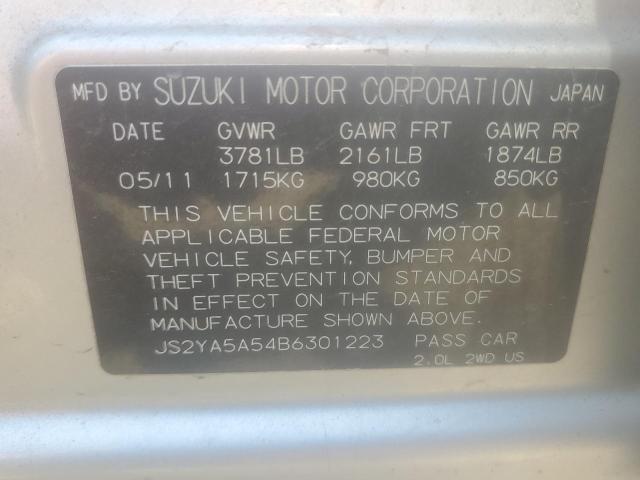 MFD BY SUZUKI MOTOR CORPORATION JAPAN
DATE GVWR GAWR FRT GAWR RR
3781LB 2161LB 1874LB
05/11 1715KG 980KG 850KG
THIS VEHICLE CONFORMS TO ALL
APPLICABLE FEDERAL MOTOR
VEHICLE SAFETY, BUMPER AND
THEFT PREVENTION STANDARDS
IN EFFECT ON THE DATE OF
MANUFACTURE SHOWN ABOVE.
JS2YA5A54B6301223 PASS CAR
2.0L 2WD US